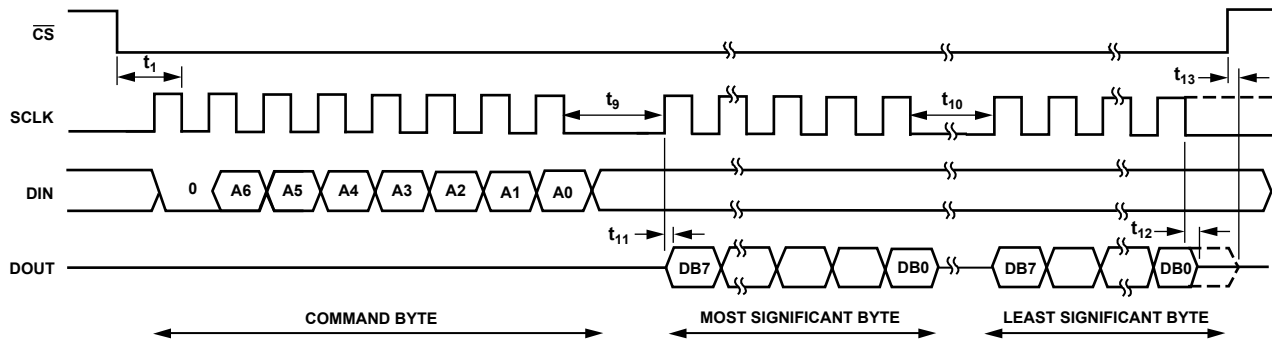 CS
t1
t13
SCLK
t9
t10
DIN
0 A6 A5 A4 A3 A2 A1 A0
t11
t12
DOUT
DB7 DB0 DB7 DB0
COMMAND BYTE MOST SIGNIFICANT BYTE LEAST SIGNIFICANT BYTE